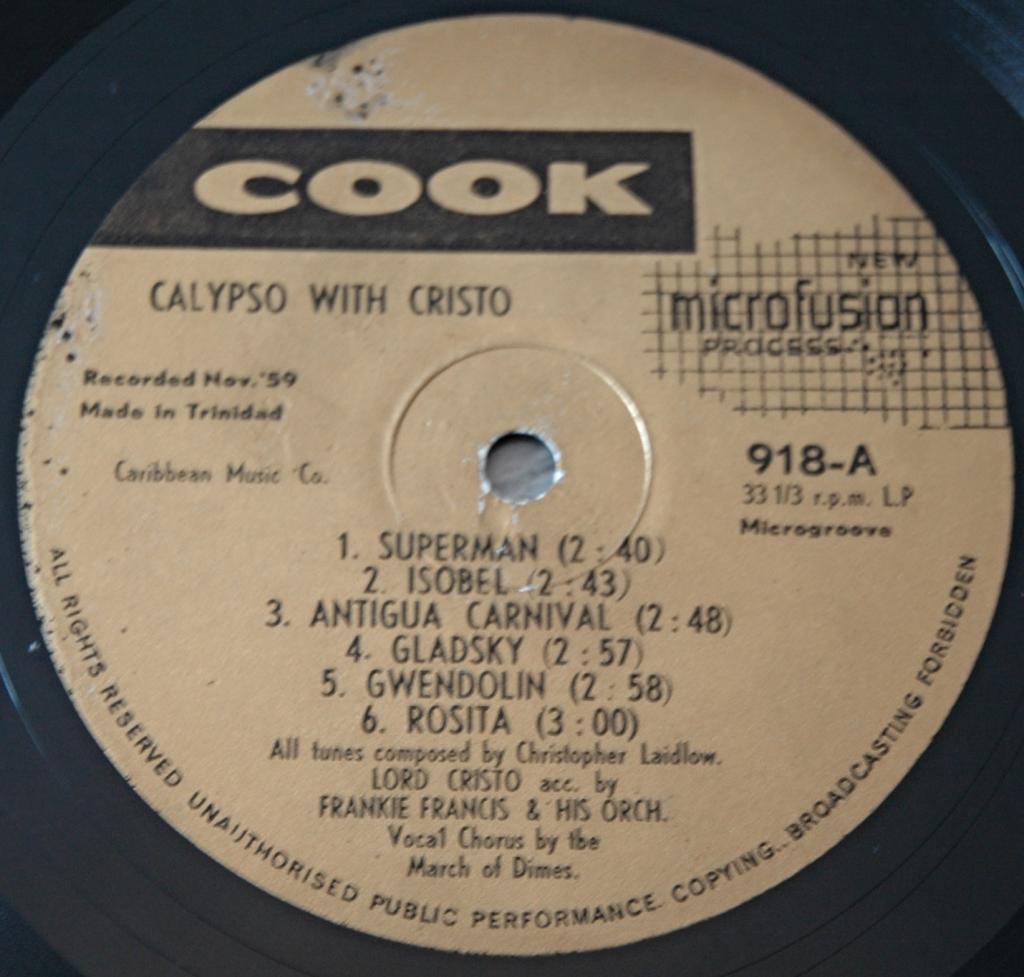 COOK
CALYPSO WITH CRISTO
NEW
microfusion
PROCESS
Recorded Nov.'59
Made in Trinidad
Caribbean Music Co.
918-A
33 1/3 r.p.m. L.P
Microgroove
1. SUPERMAN (2:40)
2. ISOBEL (2:43)
3. ANTIGUA CARNIVAL (2:48)
4. GLADSKY (2:57)
5. GWENDOLIN (2:58)
6. ROSITA (3:00)
All tunes composed by Christopher Laidlow.
LORD CRISTO acc. by
FRANKIE FRANCIS & HIS ORCH.
Vocal Chorus by the
March of Dimes.
ALL RIGHTS RESERVED UNAUTHORISED PUBLIC PERFORMANCE. COPYING.. BROADCASTING FORBIDDEN